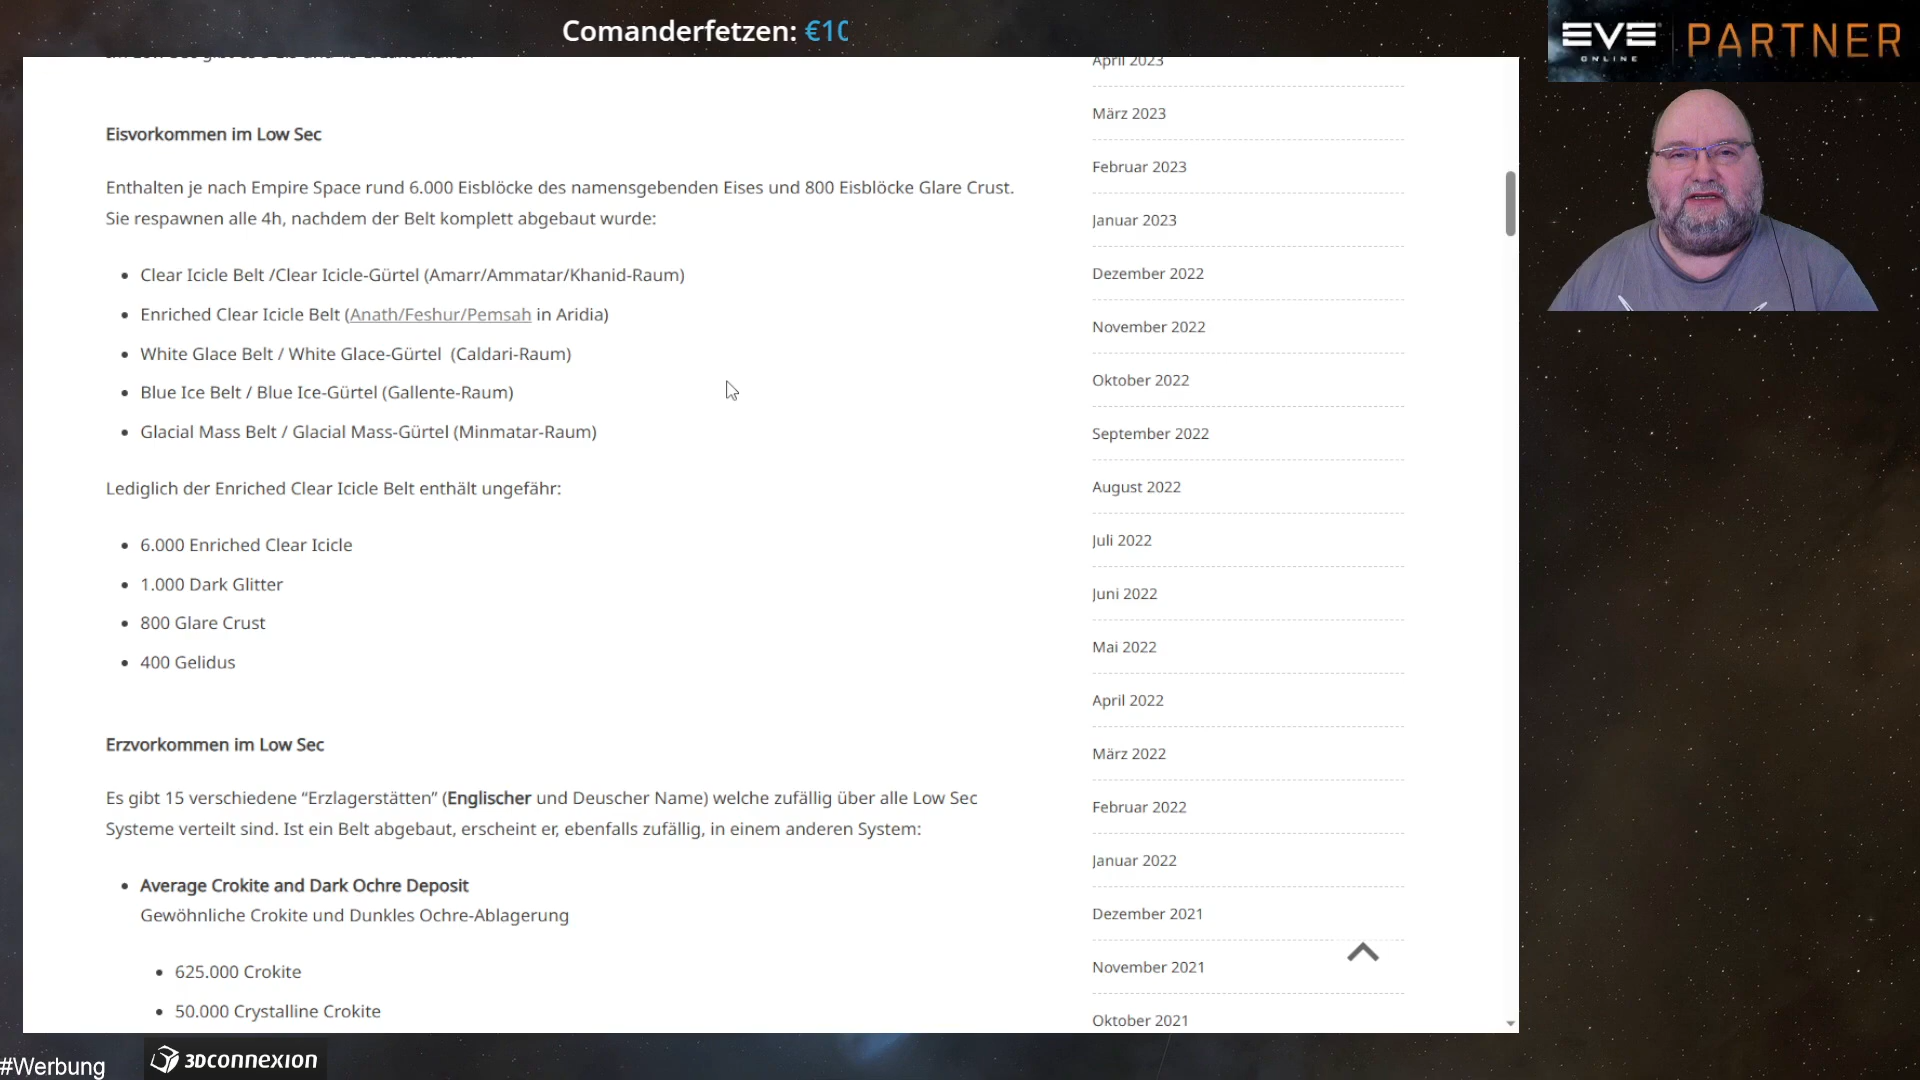 Comanderfetzen: €10
EVE
ONLINE
PARTNER
Eisvorkommen im Low Sec
Enthalten je nach Empire Space rund 6.000 Eisblöcke des namensgebenden Eises und 800 Eisblöcke Glare Crust.
Sie respawnen alle 4h, nachdem der Belt komplett abgebaut wurde:
Clear Icicle Belt /Clear Icicle-Gürtel (Amarr/Ammatar/Khanid-Raum)
Enriched Clear Icicle Belt (Anath/Feshur/Pemsah in Aridia)
White Glace Belt / White Glace-Gürtel (Caldari-Raum)
Blue Ice Belt / Blue Ice-Gürtel (Gallente-Raum)
Glacial Mass Belt / Glacial Mass-Gürtel (Minmatar-Raum)
Lediglich der Enriched Clear Icicle Belt enthält ungefähr:
6.000 Enriched Clear Icicle
1.000 Dark Glitter
800 Glare Crust
400 Gelidus
Erzvorkommen im Low Sec
Es gibt 15 verschiedene “Erzlagerstätten” (Englischer und Deuscher Name) welche zufällig über alle Low Sec
Systeme verteilt sind. Ist ein Belt abgebaut, erscheint er, ebenfalls zufällig, in einem anderen System:
Average Crokite and Dark Ochre Deposit
Gewöhnliche Crokite und Dunkles Ochre-Ablagerung
625.000 Crokite
50.000 Crystalline Crokite
April 2023
März 2023
Februar 2023
Januar 2023
Dezember 2022
November 2022
Oktober 2022
September 2022
August 2022
Juli 2022
Juni 2022
Mai 2022
April 2022
März 2022
Februar 2022
Januar 2022
Dezember 2021
November 2021
Oktober 2021
#Werbung
3DCONNEXION